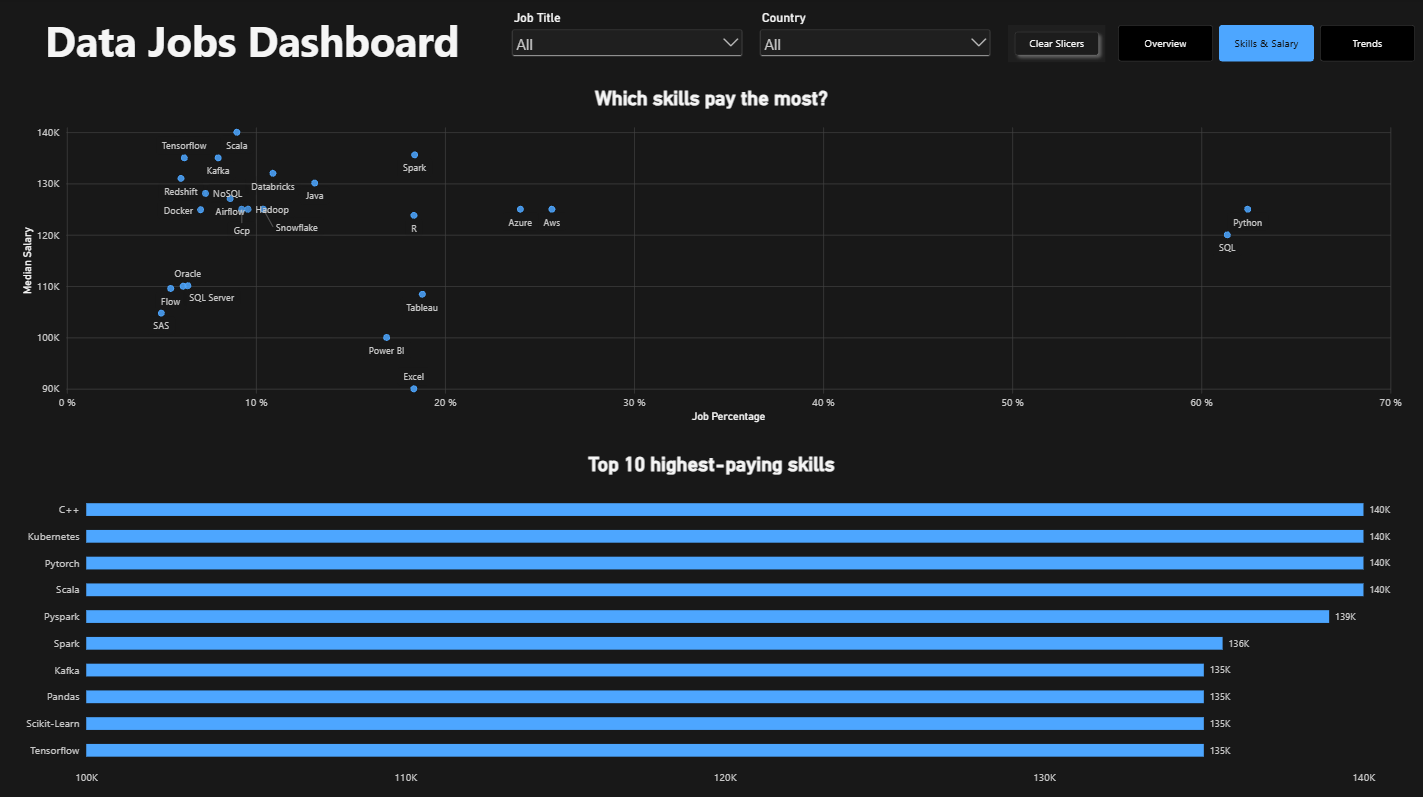 Data Jobs Dashboard
Job Title
All
Country
All
Clear Slicers
Overview
Skills & Salary
Trends
Which skills pay the most?
Median Salary
140K
130K
120K
110K
100K
90K
Tensorflow
Scala
Kafka
Spark
Redshift
NoSQL
Databricks
Java
Docker
Airflow
Hadoop
Gcp
Snowflake
R
Azure
Aws
Python
SQL
Oracle
Flow
SQL Server
SAS
Tableau
Power BI
Excel
0 %
10 %
20 %
30 %
40 %
50 %
60 %
70 %
Job Percentage
Top 10 highest-paying skills
C++ 140K
Kubernetes 140K
Pytorch 140K
Scala 140K
Pyspark 139K
Spark 136K
Kafka 135K
Pandas 135K
Scikit-Learn 135K
Tensorflow 135K
100K
110K
120K
130K
140K